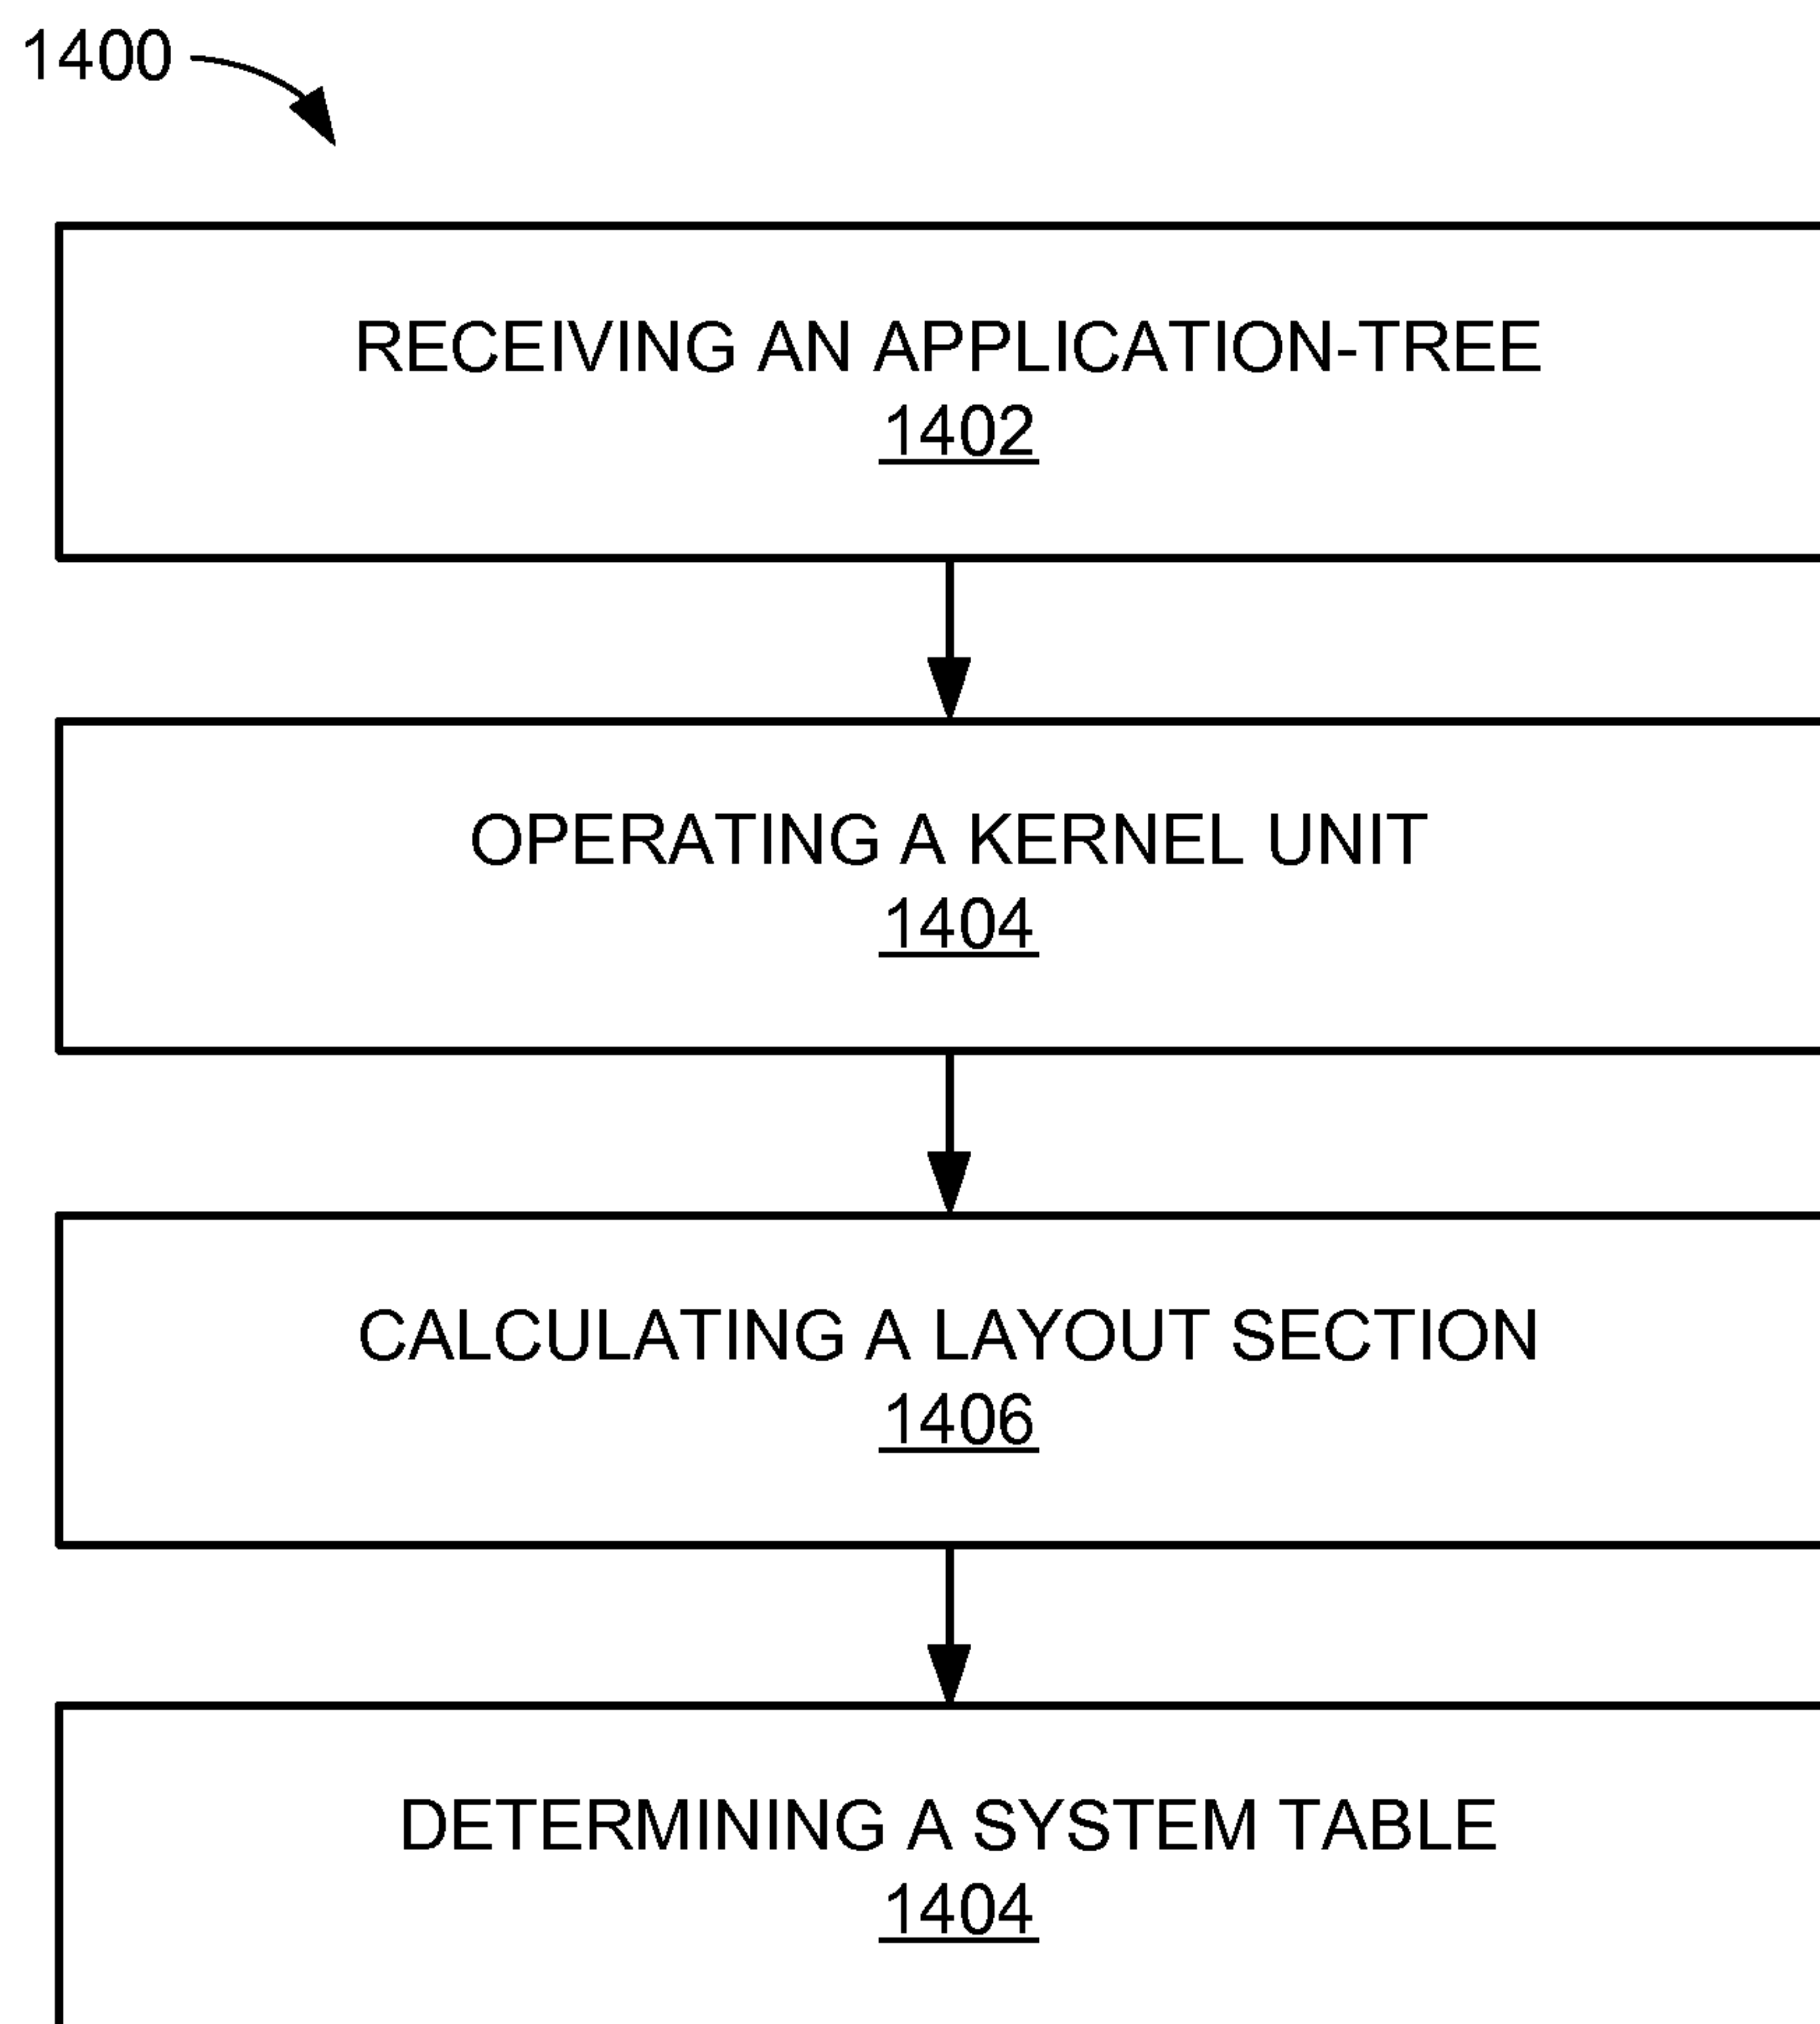 1400
RECEIVING AN APPLICATION-TREE
1402
OPERATING A KERNEL UNIT
1404
CALCULATING A LAYOUT SECTION
1406
DETERMINING A SYSTEM TABLE
1404